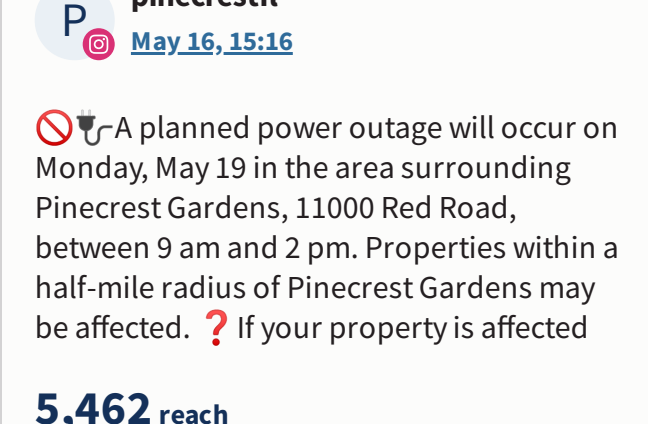 P
pinecrestfl
May 16, 15:16
🚫🔌A planned power outage will occur on
Monday, May 19 in the area surrounding
Pinecrest Gardens, 11000 Red Road,
between 9 am and 2 pm. Properties within a
half-mile radius of Pinecrest Gardens may
be affected. ❓If your property is affected
5,462 reach